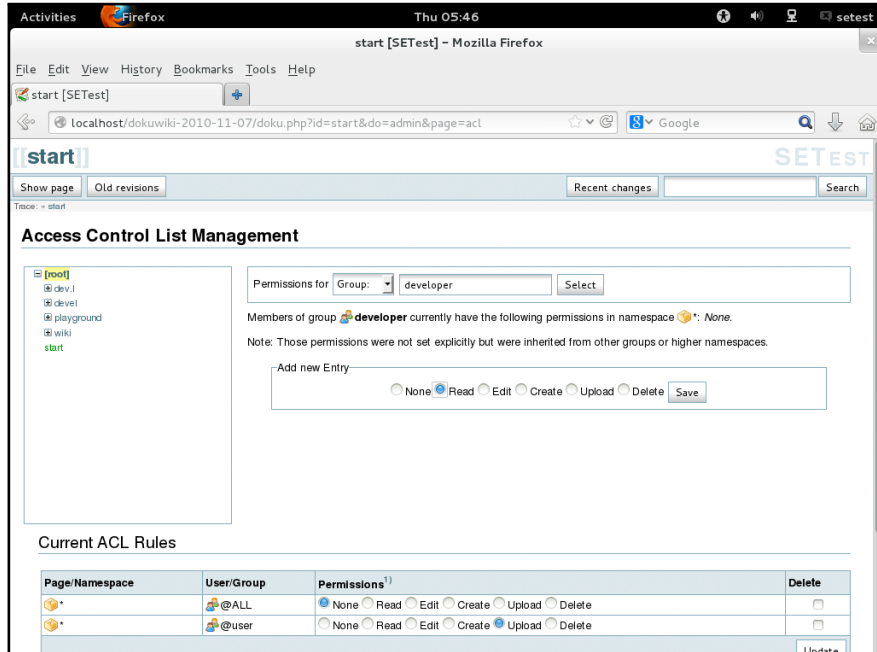 Activities Firefox Thu 05:46 setest
start [SETest] – Mozilla Firefox
File Edit View History Bookmarks Tools Help
start [SETest]
localhost/dokuwiki-2010-11-07/doku.php?id=start&do=admin&page=acl Google
[[start]] SETEST
Show page Old revisions Recent changes Search
Trace: » start
Access Control List Management
[root]
dev.l
devel
playground
wiki
start
Permissions for Group: developer Select
Members of group developer currently have the following permissions in namespace *: None.
Note: Those permissions were not set explicitly but were inherited from other groups or higher namespaces.
Add new Entry
None Read Edit Create Upload Delete Save
Current ACL Rules
Page/Namespace User/Group Permissions1) Delete
* @ALL None Read Edit Create Upload Delete
* @user None Read Edit Create Upload Delete
Update